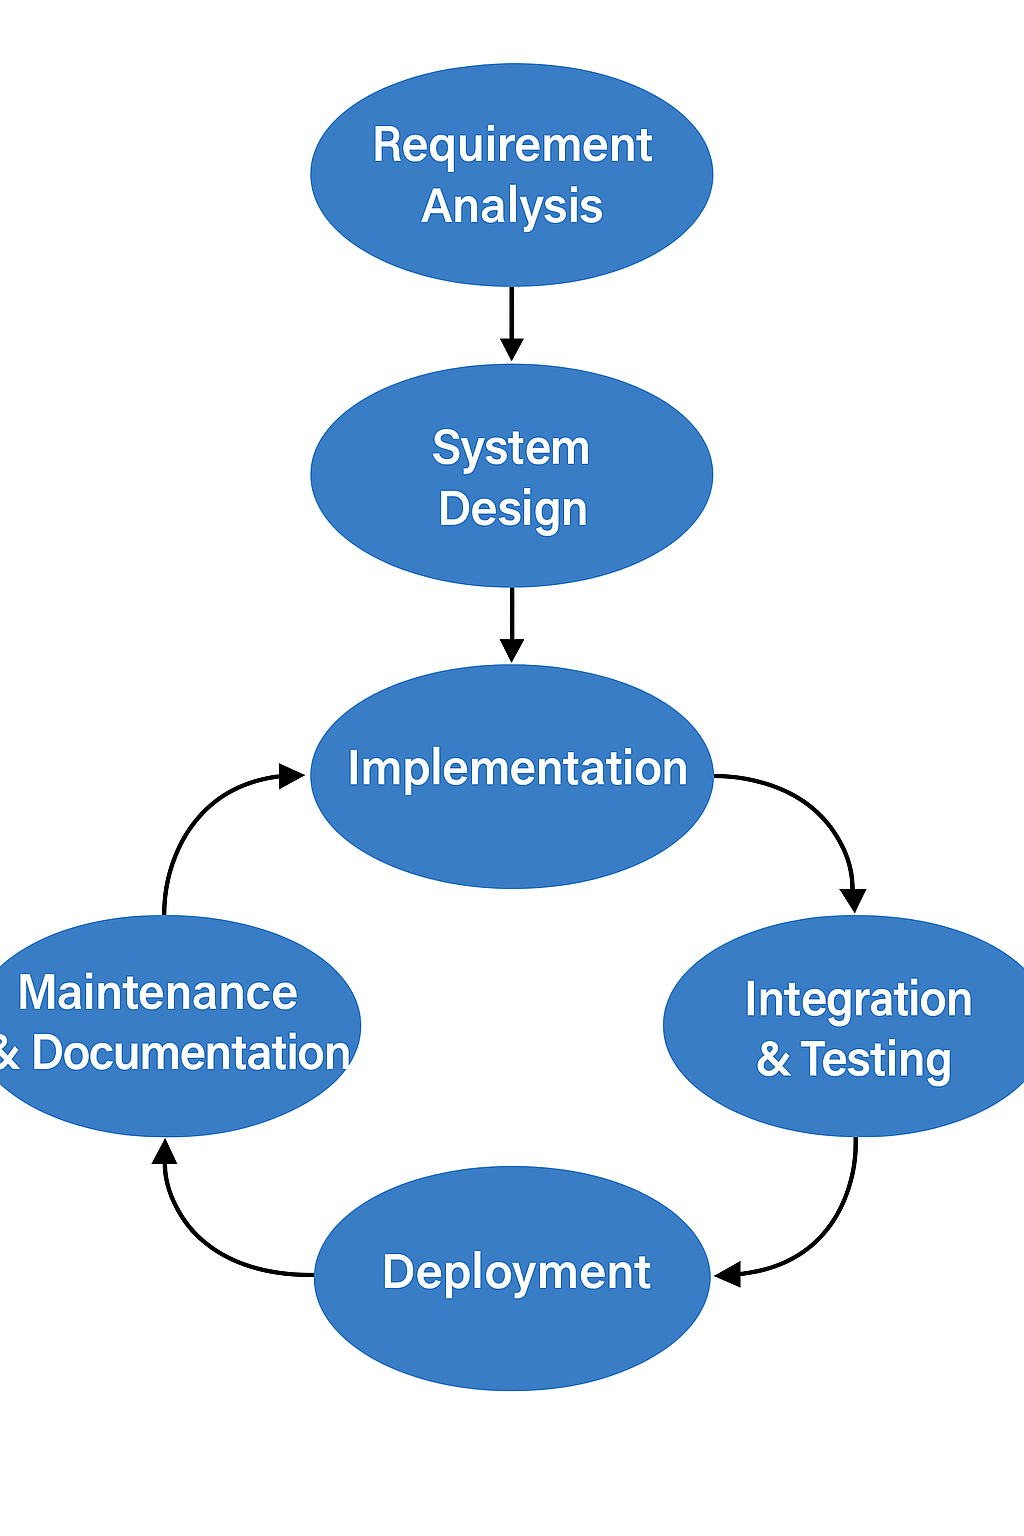 Requirement
Analysis
System
Design
Implementation
Maintenance
& Documentation
Integration
& Testing
Deployment